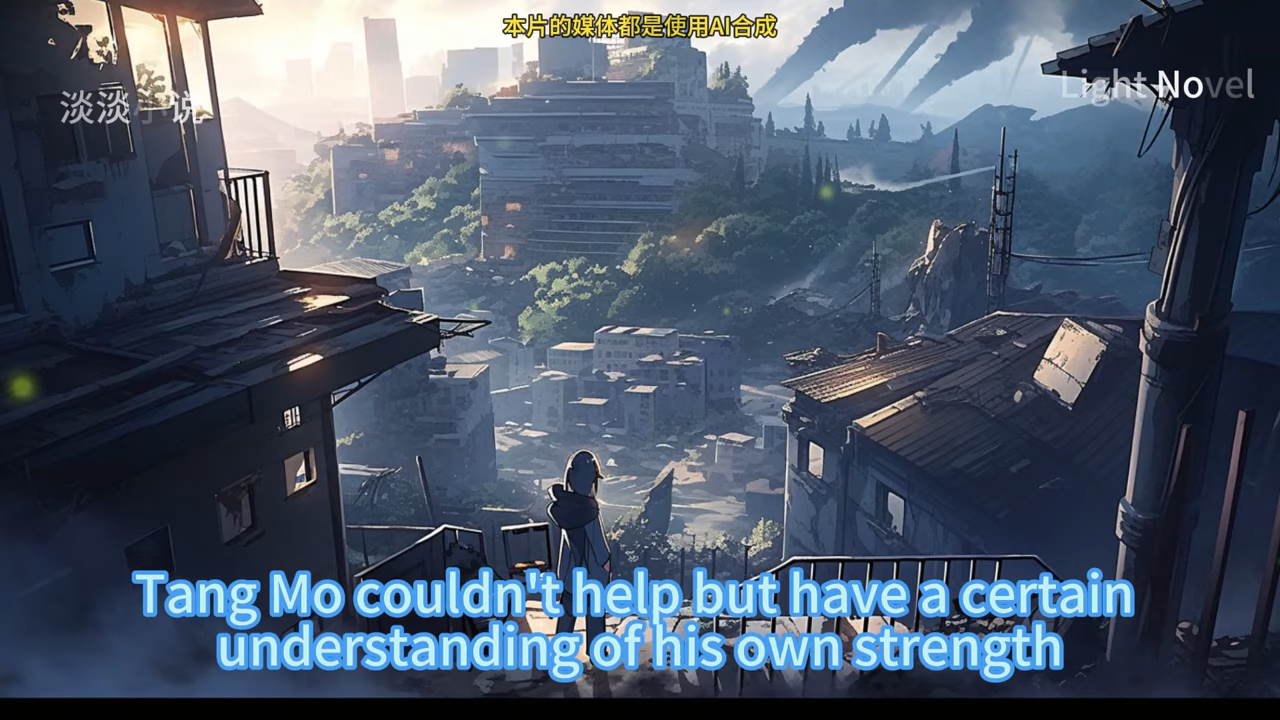 本片的媒体都是使用AI合成
淡淡小说
Light Novel
Tang Mo couldn't help but have a certain
understanding of his own strength